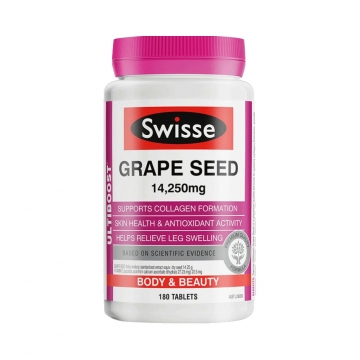 Swisse
GRAPE SEED
14,250mg
ULTIBOOST
SUPPORTS COLLAGEN FORMATION
SKIN HEALTH & ANTIOXIDANT ACTIVITY
HELPS RELIEVE LEG SWELLING
BASED ON SCIENTIFIC EVIDENCE
BODY & BEAUTY
180 TABLETS